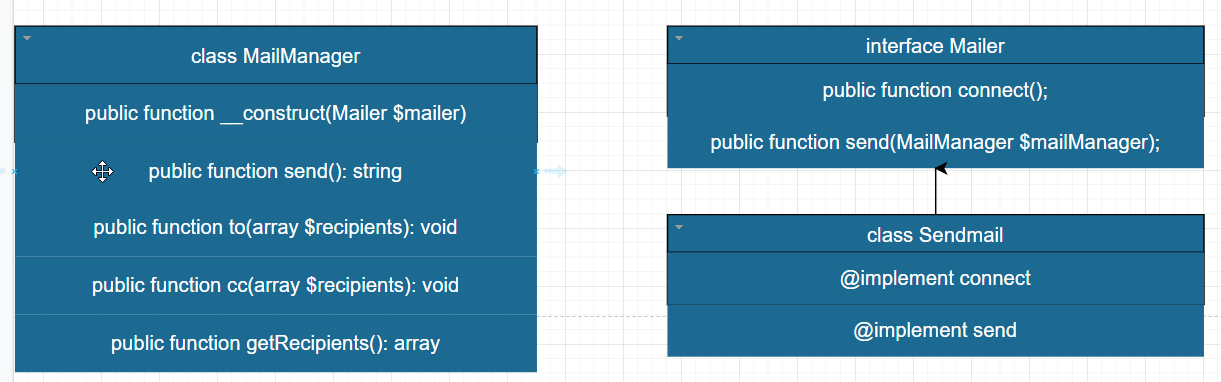 class MailManager
public function __construct(Mailer $mailer)
public function send(): string
public function to(array $recipients): void
public function cc(array $recipients): void
public function getRecipients(): array
interface Mailer
public function connect();
public function send(MailManager $mailManager);
class Sendmail
@implement connect
@implement send